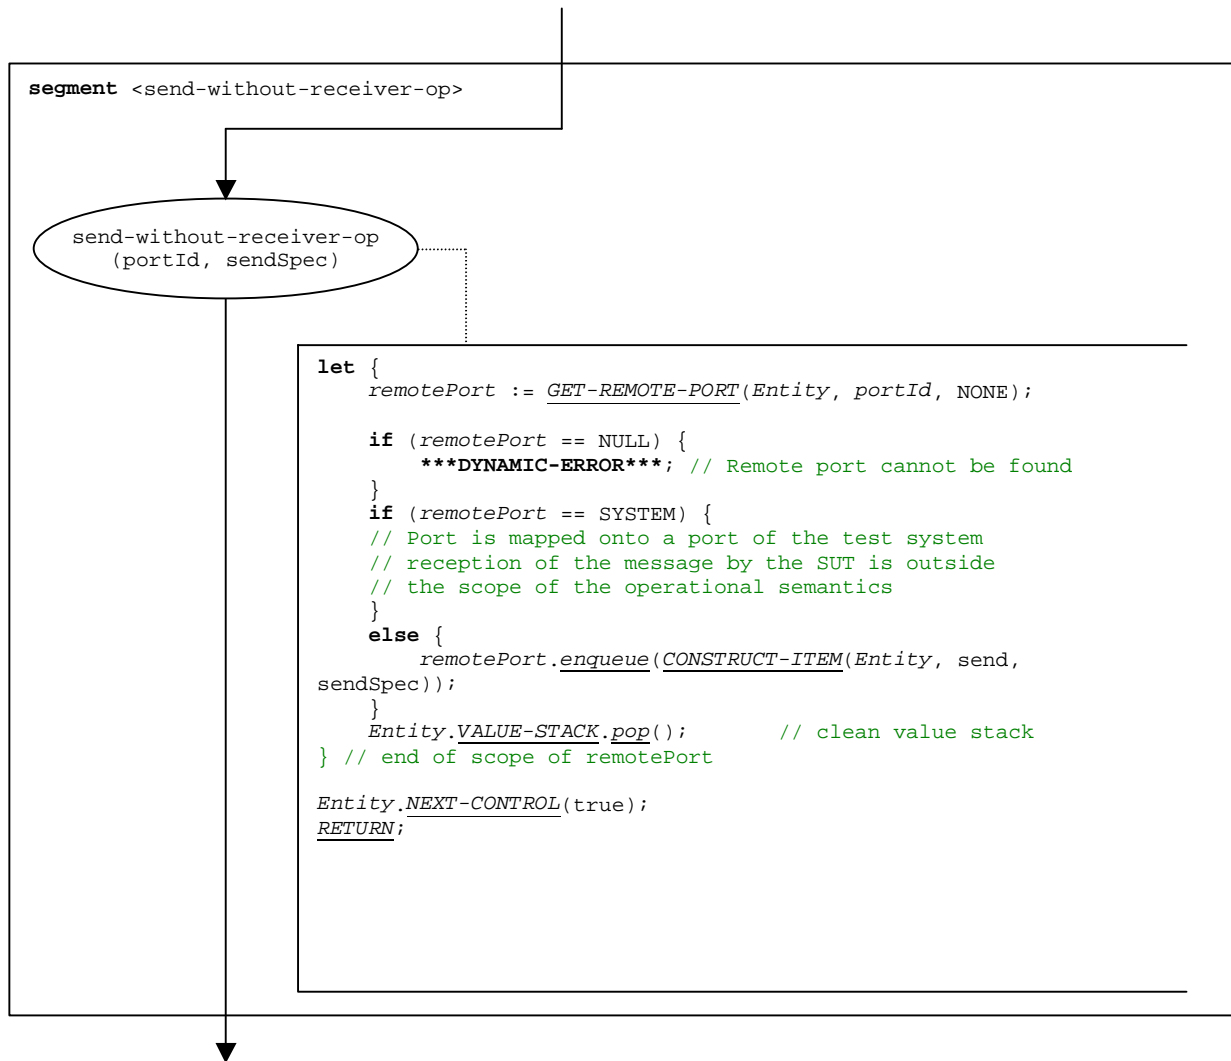 segment <send-without-receiver-op>
send-without-receiver-op
(portId, sendSpec)
let {
remotePort := GET-REMOTE-PORT(Entity, portId, NONE);
if (remotePort == NULL) {
***DYNAMIC-ERROR***; // Remote port cannot be found
}
if (remotePort == SYSTEM) {
// Port is mapped onto a port of the test system
// reception of the message by the SUT is outside
// the scope of the operational semantics
}
else {
remotePort.enqueue(CONSTRUCT-ITEM(Entity, send,
sendSpec));
}
Entity.VALUE-STACK.pop(); // clean value stack
} // end of scope of remotePort
Entity.NEXT-CONTROL(true);
RETURN;